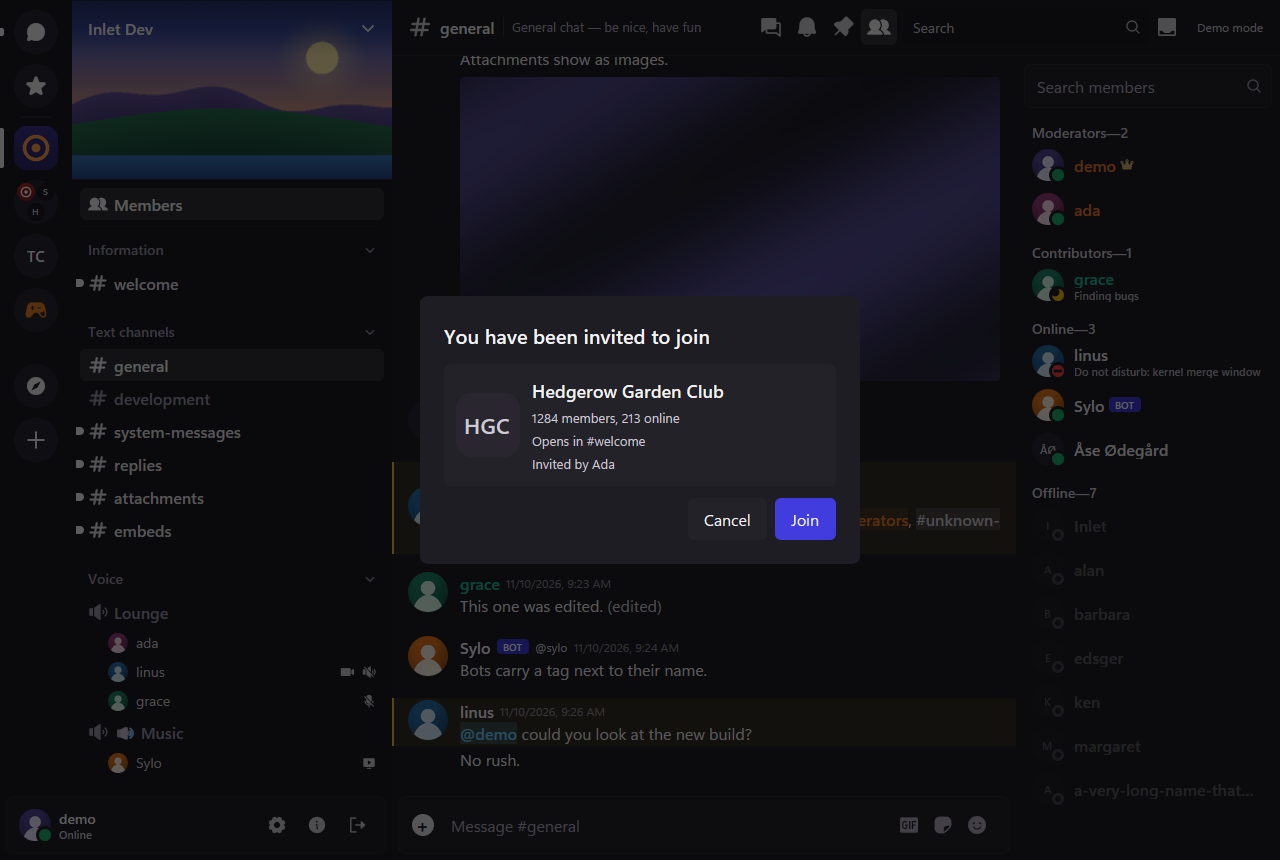 Inlet Dev
S
H
TC
Members
Information
welcome
Text channels
general
development
system-messages
replies
attachments
embeds
Voice
Lounge
ada
linus
grace
Music
Sylo
demo
Online
general
General chat — be nice, have fun
Search
Demo mode
Attachments show as images.
You have been invited to join
HGC
Hedgerow Garden Club
1284 members, 213 online
Opens in #welcome
Invited by Ada
Cancel
Join
erators, #unknown-
grace 11/10/2026, 9:23 AM
This one was edited. (edited)
Sylo BOT @sylo 11/10/2026, 9:24 AM
Bots carry a tag next to their name.
linus 11/10/2026, 9:26 AM
@demo could you look at the new build?
No rush.
Message #general
GIF
Search members
Moderators—2
demo
ada
Contributors—1
grace
Finding bugs
Online—3
linus
Do not disturb: kernel merge window
Sylo BOT
ÅØ
Åse Ødegård
Offline—7
I
Inlet
A
alan
B
barbara
E
edsger
K
ken
M
margaret
A
a-very-long-name-that...